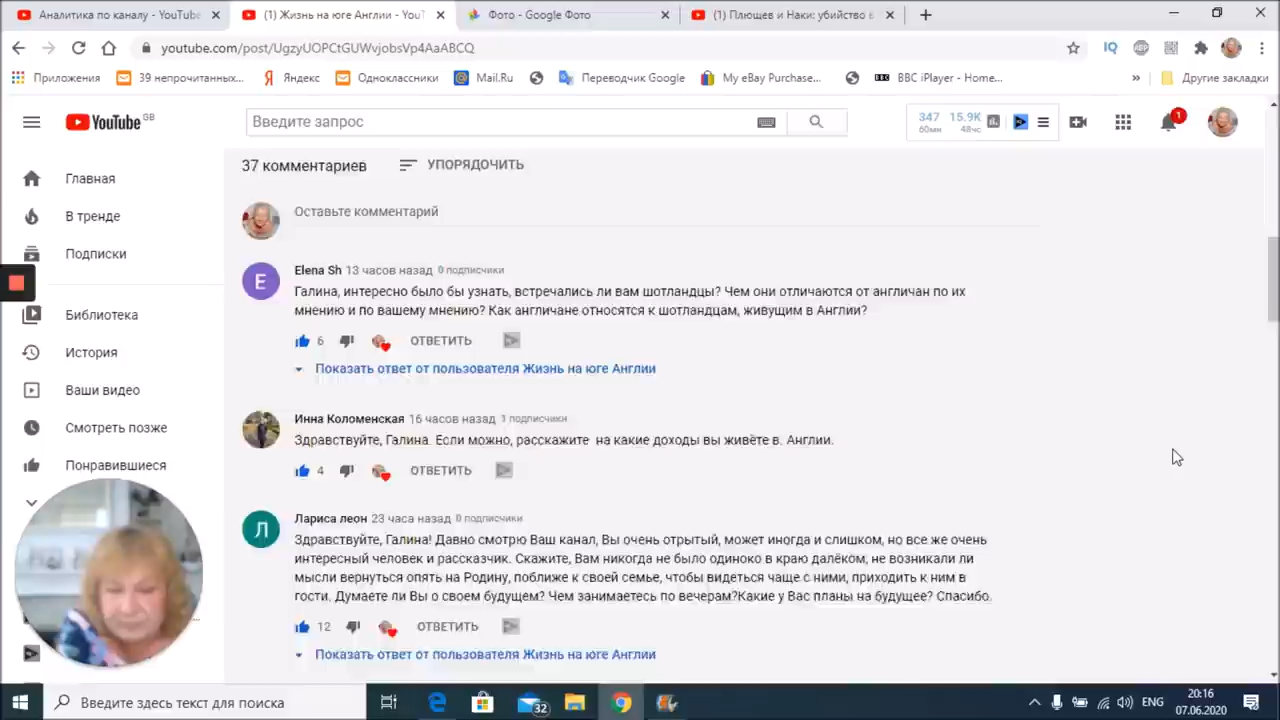 Аналитика по каналу - YouTube
(1) Жизнь на юге Англии - YouT
Фото - Google Фото
(1) Плющев и Наки: убийство в
youtube.com/post/UgzyUOPCtGUWvjobsVp4AaABCQ
IQ
ABP
Приложения
39 непрочитанных...
Яндекс
Одноклассники
Mail.Ru
Переводчик Google
My eBay Purchase...
BBC iPlayer - Home...
»
Другие закладки
YouTube GB
Введите запрос
347 15.9K
60мн 48чс
1
37 комментариев УПОРЯДОЧИТЬ
Главная
В тренде
Подписки
Библиотека
История
Ваши видео
Смотреть позже
Понравившиеся
Оставьте комментарий
E
Elena Sh 13 часов назад 0 подписчики
Галина, интересно было бы узнать, встречались ли вам шотландцы? Чем они отличаются от англичан по их
мнению и по вашему мнению? Как англичане относятся к шотландцам, живущим в Англии?
6 ОТВЕТИТЬ
Показать ответ от пользователя Жизнь на юге Англии
Инна Коломенская 16 часов назад 1 подписчики
Здравствуйте, Галина. Если можно, расскажите на какие доходы вы живёте в. Англии.
4 ОТВЕТИТЬ
Л
Лариса леон 23 часа назад 0 подписчики
Здравствуйте, Галина! Давно смотрю Ваш канал, Вы очень отрытый, может иногда и слишком, но все же очень
интересный человек и рассказчик. Скажите, Вам никогда не было одиноко в краю далёком, не возникали ли
мысли вернуться опять на Родину, поближе к своей семье, чтобы видеться чаще с ними, приходить к ним в
гости. Думаете ли Вы о своем будущем? Чем занимаетесь по вечерам?Какие у Вас планы на будущее? Спасибо.
12 ОТВЕТИТЬ
Показать ответ от пользователя Жизнь на юге Англии
Введите здесь текст для поиска
32
ENG
20:16
07.06.2020